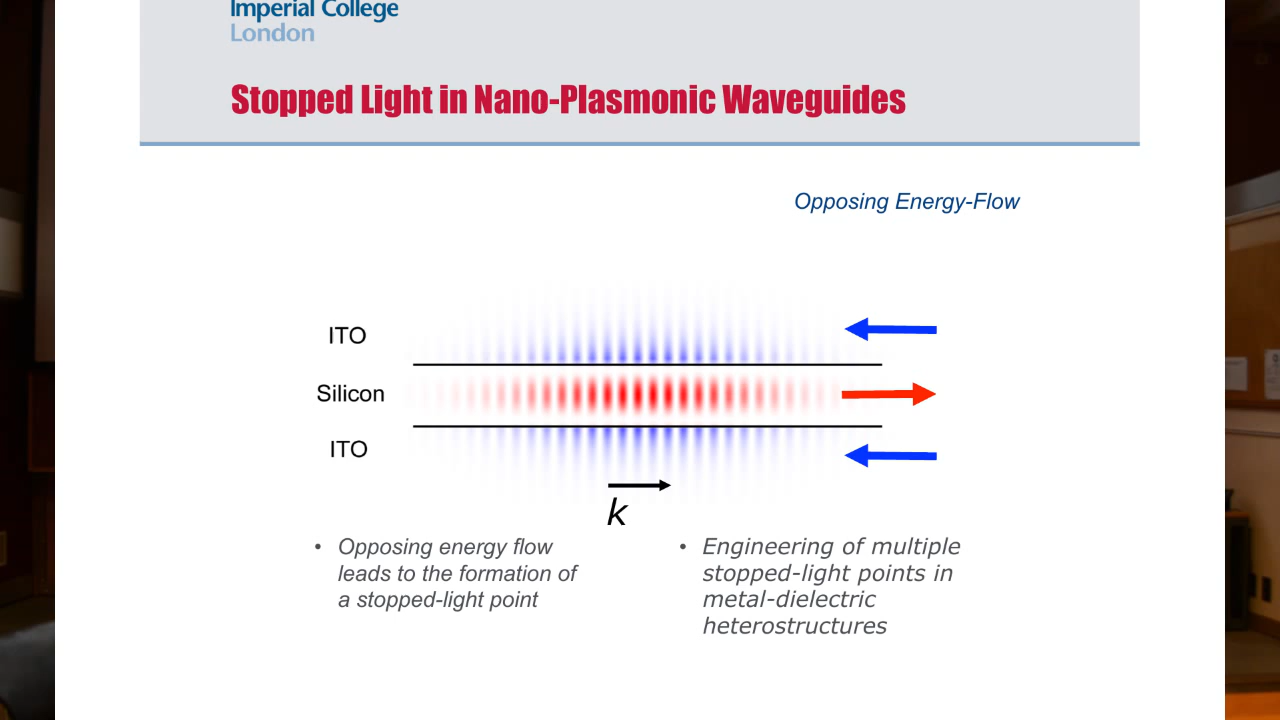 Imperial College
London
Stopped Light in Nano-Plasmonic Waveguides
Opposing Energy-Flow
ITO
Silicon
ITO
k
• Opposing energy flow
leads to the formation of
a stopped-light point
• Engineering of multiple
stopped-light points in
metal-dielectric
heterostructures